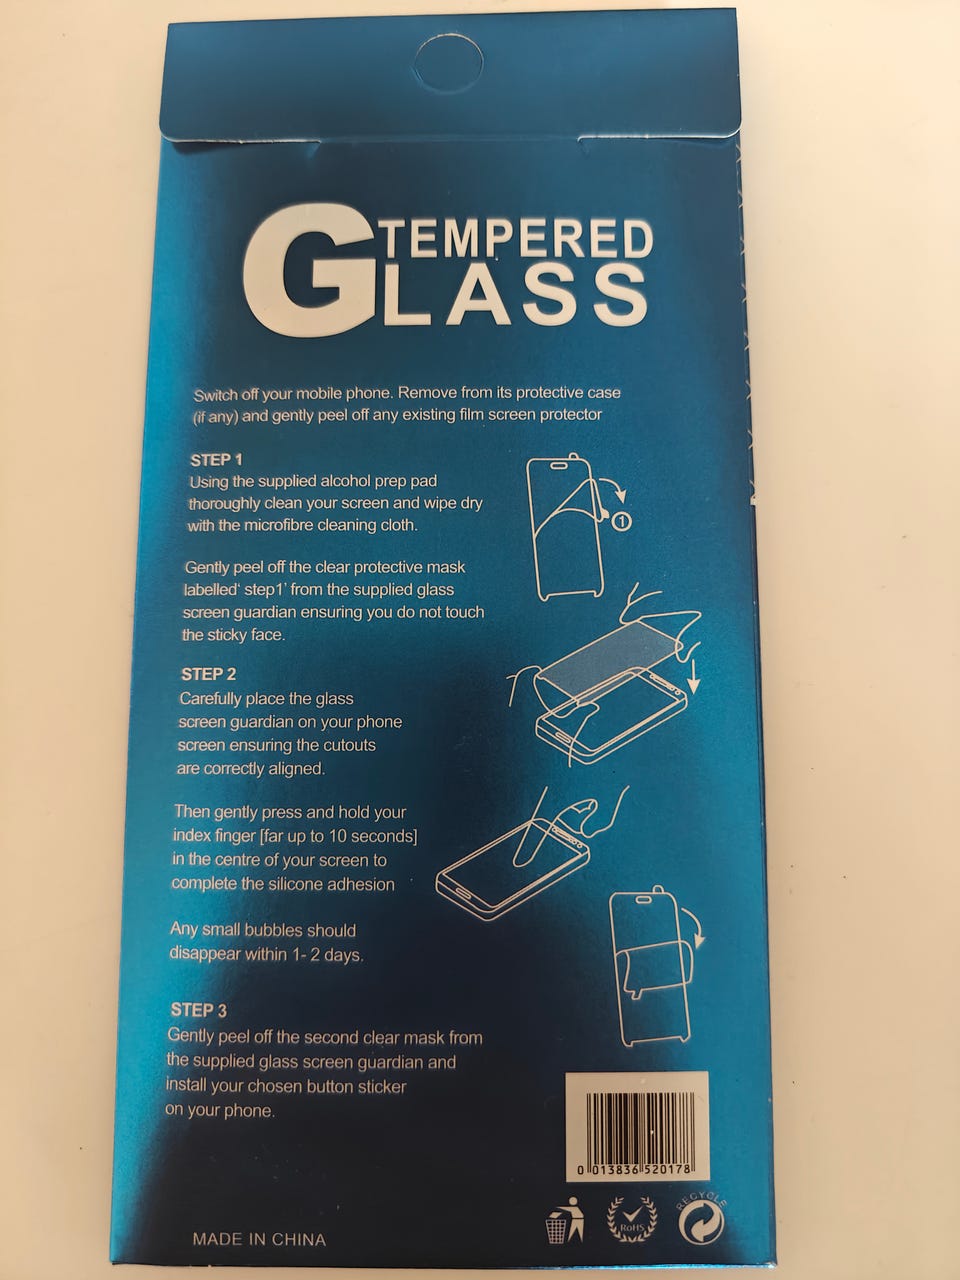 TEMPERED
GLASS
Switch off your mobile phone. Remove from its protective case
(if any) and gently peel off any existing film screen protector
STEP 1
Using the supplied alcohol prep pad
thoroughly clean your screen and wipe dry
with the microfibre cleaning cloth.
1
Gently peel off the clear protective mask
labelled‘ step1’ from the supplied glass
screen guardian ensuring you do not touch
the sticky face.
STEP 2
Carefully place the glass
screen guardian on your phone
screen ensuring the cutouts
are correctly aligned.
Then gently press and hold your
index finger [far up to 10 seconds]
in the centre of your screen to
complete the silicone adhesion
Any small bubbles should
disappear within 1- 2 days.
STEP 3
Gently peel off the second clear mask from
the supplied glass screen guardian and
install your chosen button sticker
on your phone.
0 013836 520178
MADE IN CHINA
RoHS
RECYCLE